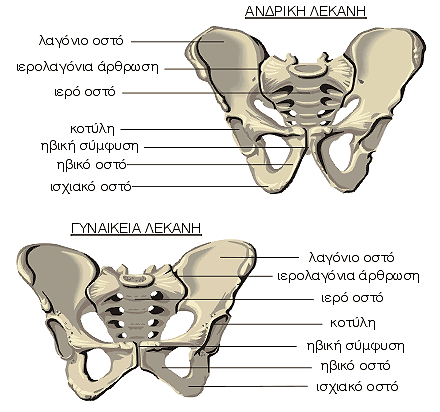 ΑΝΔΡΙΚΗ ΛΕΚΑΝΗ
λαγόνιο οστό
ιερολαγόνια άρθρωση
ιερό οστό
κοτύλη
ηβική σύμφυση
ηβικό οστό
ισχιακό οστό
ΓΥΝΑΙΚΕΙΑ ΛΕΚΑΝΗ
λαγόνιο οστό
ιερολαγόνια άρθρωση
ιερό οστό
κοτύλη
ηβική σύμφυση
ηβικό οστό
ισχιακό οστό